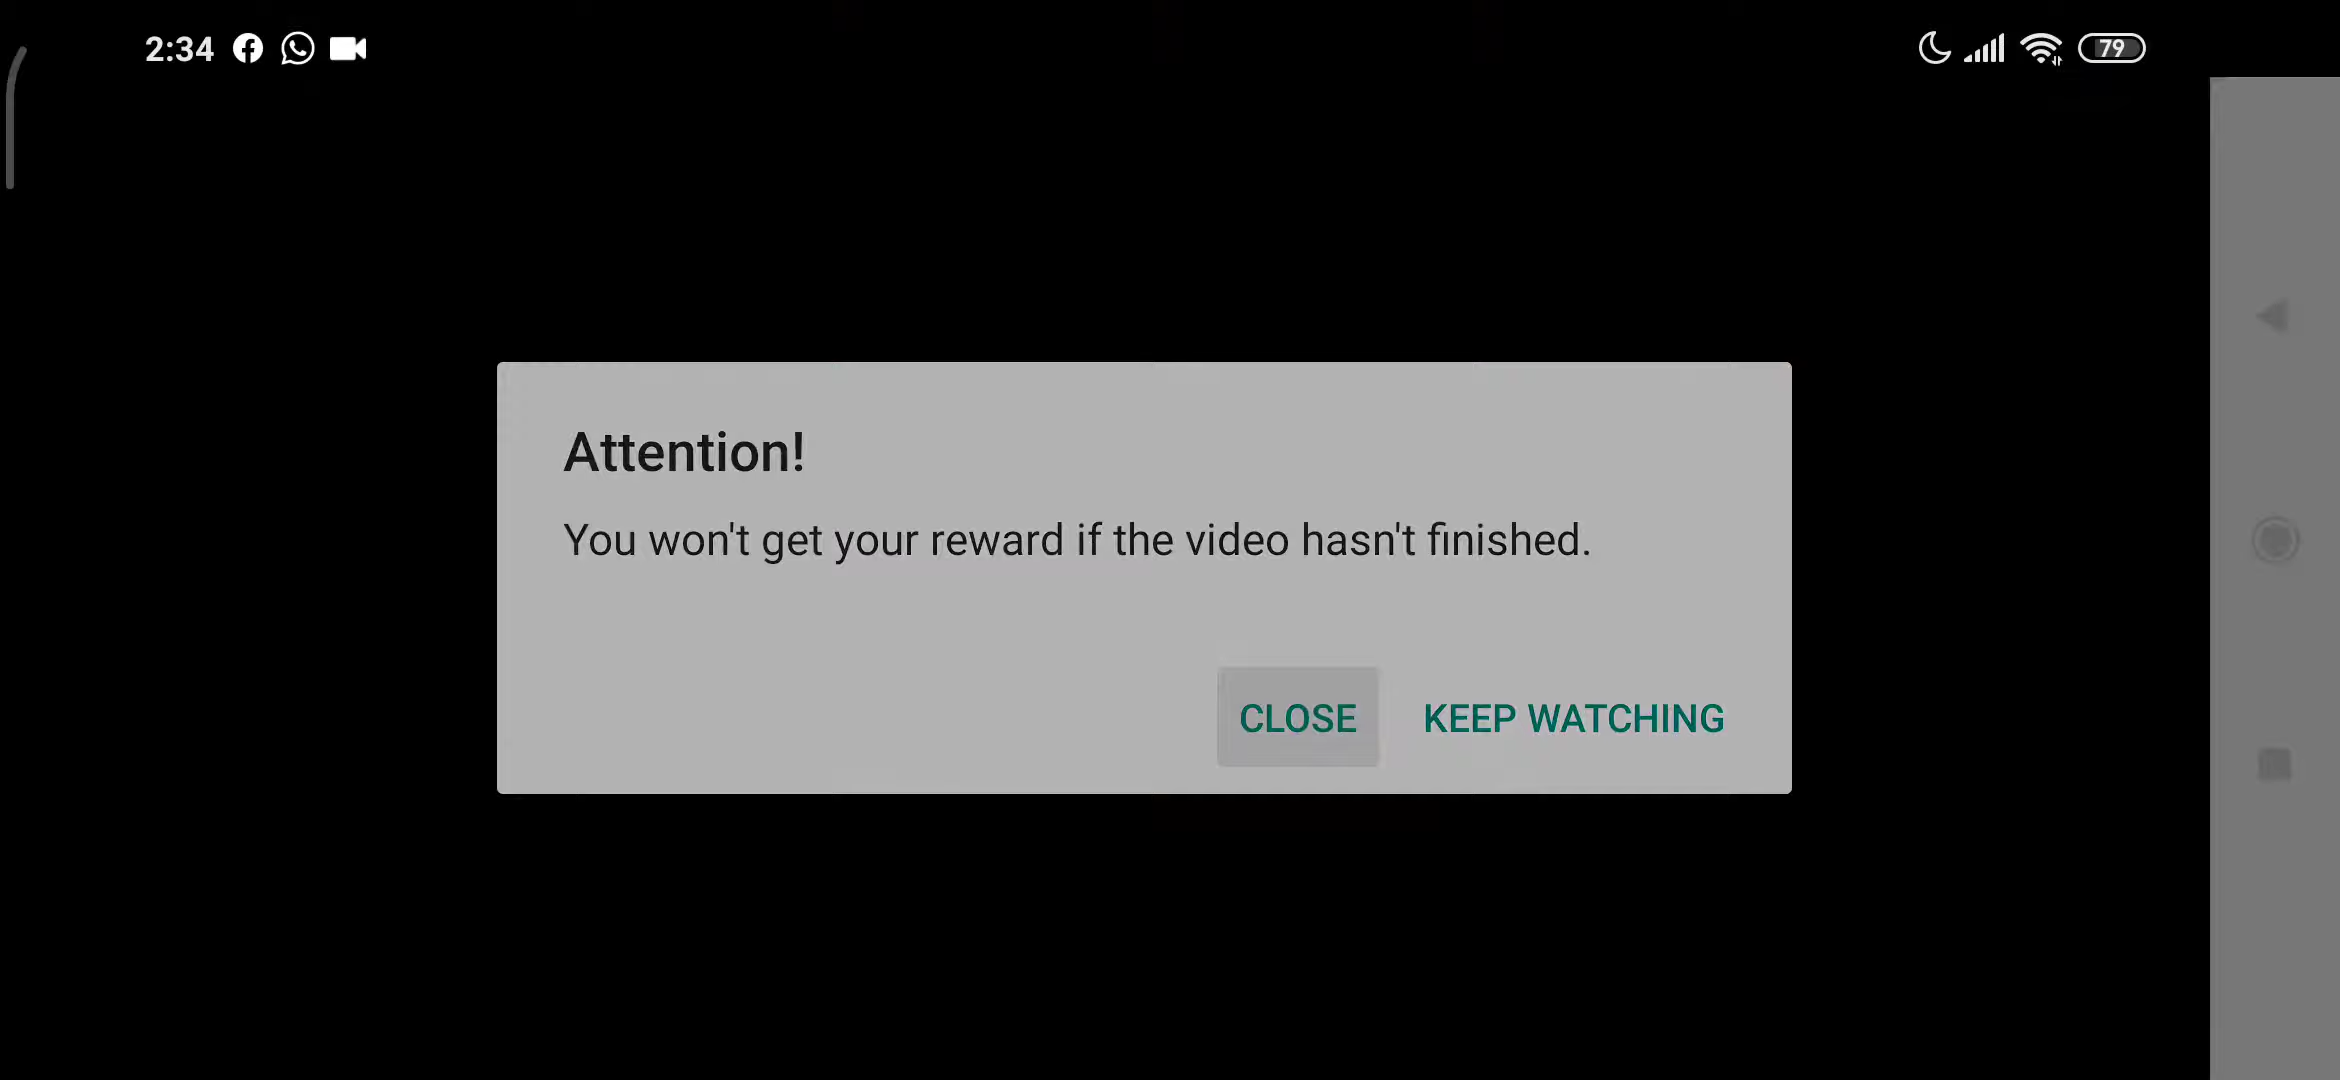 2:34
79
Attention!
You won't get your reward if the video hasn't finished.
CLOSE KEEP WATCHING